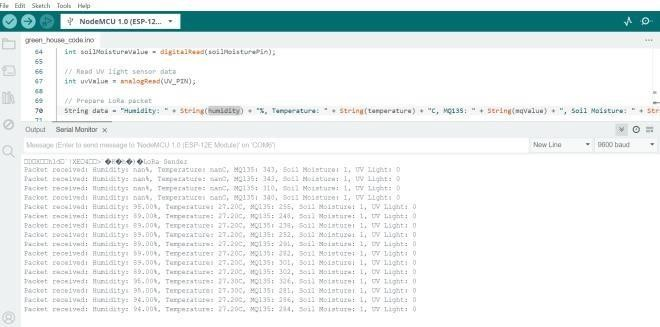 File Edit Sketch Tools Help
NodeMCU 1.0 (ESP-12...
green_house_code.ino
64 int soilMoistureValue = digitalRead(soilMoisturePin);
65
66 // Read UV light sensor data
67 int uvValue = analogRead(UV_PIN);
68
69 // Prepare LoRa packet
70 String data = "Humidity: " + String(humidity) + "%, Temperature: " + String(temperature) + "C, MQ135: " + String(mqValue) + ", Soil Moisture: " + Str
71
Output Serial Monitor
Message (Enter to send message to 'NodeMCU 1.0 (ESP-12E Module)' on 'COM6')
New Line 9600 baud
LoRa Sender
Packet received: Humidity: nan%, Temperature: nanC, MQ135: 343, Soil Moisture: 1, UV Light: 0
Packet received: Humidity: nan%, Temperature: nanC, MQ135: 343, Soil Moisture: 1, UV Light: 0
Packet received: Humidity: nan%, Temperature: nanC, MQ135: 310, Soil Moisture: 1, UV Light: 0
Packet received: Humidity: nan%, Temperature: nanC, MQ135: 340, Soil Moisture: 1, UV Light: 0
Packet received: Humidity: 95.00%, Temperature: 27.20C, MQ135: 255, Soil Moisture: 1, UV Light: 0
Packet received: Humidity: 89.00%, Temperature: 27.20C, MQ135: 248, Soil Moisture: 1, UV Light: 0
Packet received: Humidity: 89.00%, Temperature: 27.20C, MQ135: 238, Soil Moisture: 1, UV Light: 0
Packet received: Humidity: 89.00%, Temperature: 27.20C, MQ135: 252, Soil Moisture: 1, UV Light: 0
Packet received: Humidity: 89.00%, Temperature: 27.20C, MQ135: 291, Soil Moisture: 1, UV Light: 0
Packet received: Humidity: 89.00%, Temperature: 27.20C, MQ135: 282, Soil Moisture: 1, UV Light: 0
Packet received: Humidity: 89.00%, Temperature: 27.20C, MQ135: 301, Soil Moisture: 1, UV Light: 0
Packet received: Humidity: 89.00%, Temperature: 27.20C, MQ135: 302, Soil Moisture: 1, UV Light: 0
Packet received: Humidity: 95.00%, Temperature: 27.30C, MQ135: 326, Soil Moisture: 1, UV Light: 0
Packet received: Humidity: 95.00%, Temperature: 27.30C, MQ135: 281, Soil Moisture: 1, UV Light: 0
Packet received: Humidity: 94.00%, Temperature: 27.20C, MQ135: 286, Soil Moisture: 1, UV Light: 0
Packet received: Humidity: 94.00%, Temperature: 27.20C, MQ135: 284, Soil Moisture: 1, UV Light: 0